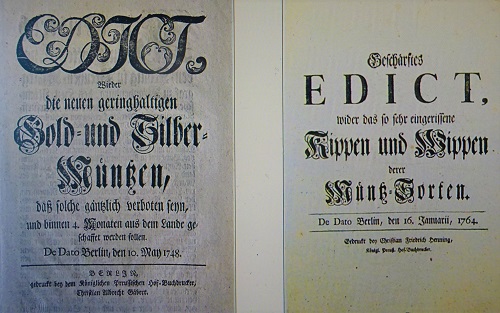 EDICT,
Wieder
die neuen geringhaltigen
Gold- und Silber-
Müntzen,
daß solche gäntzlich verboten seyn,
und binnen 4. Monaten aus dem Lande ge-
schaffet werden sollen.
De Dato Berlin, den 10. May 1748.
BERLIN,
gedruckt bey dem Königlichen Preußischen Hof-Buchdrucker,
Christian Albrecht Gäbert.
Geschärftes
EDICT,
wider das so sehr eingerissene
Kippen und Wippen
derer
Müntz-Sorten.
De Dato Berlin, den 16. Januarii, 1764.
Gedruckt bey Christian Friedrich Henning,
Königl. Preuß. Hof-Buchdrucker.